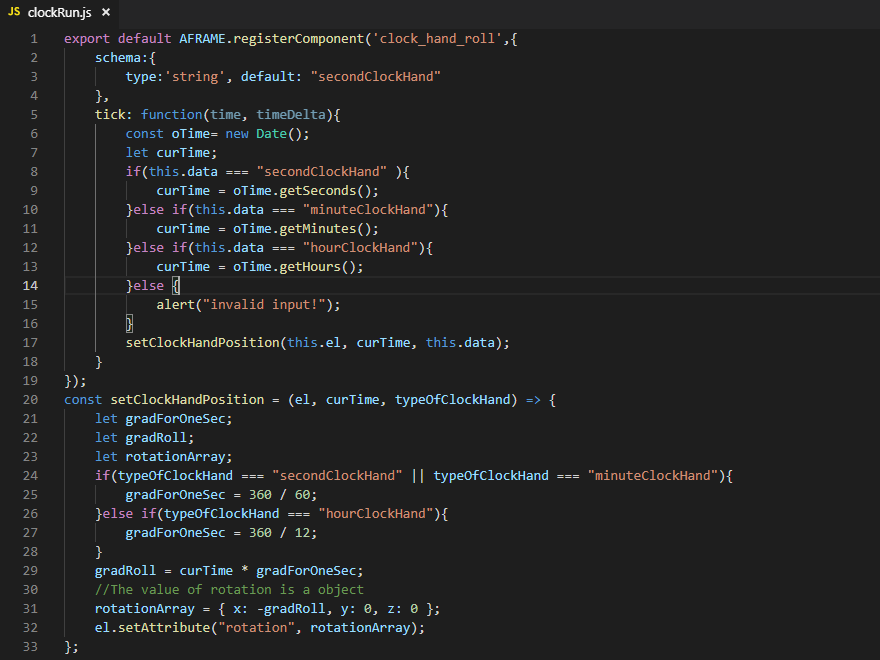 JS clockRun.js ×
1 export default AFRAME.registerComponent('clock_hand_roll',{
2 schema:{
3 type:'string', default: "secondClockHand"
4 },
5 tick: function(time, timeDelta){
6 const oTime= new Date();
7 let curTime;
8 if(this.data === "secondClockHand" ){
9 curTime = oTime.getSeconds();
10 }else if(this.data === "minuteClockHand"){
11 curTime = oTime.getMinutes();
12 }else if(this.data === "hourClockHand"){
13 curTime = oTime.getHours();
14 }else {
15 alert("invalid input!");
16 }
17 setClockHandPosition(this.el, curTime, this.data);
18 }
19 });
20 const setClockHandPosition = (el, curTime, typeOfClockHand) => {
21 let gradForOneSec;
22 let gradRoll;
23 let rotationArray;
24 if(typeOfClockHand === "secondClockHand" || typeOfClockHand === "minuteClockHand"){
25 gradForOneSec = 360 / 60;
26 }else if(typeOfClockHand === "hourClockHand"){
27 gradForOneSec = 360 / 12;
28 }
29 gradRoll = curTime * gradForOneSec;
30 //The value of rotation is a object
31 rotationArray = { x: -gradRoll, y: 0, z: 0 };
32 el.setAttribute("rotation", rotationArray);
33 };